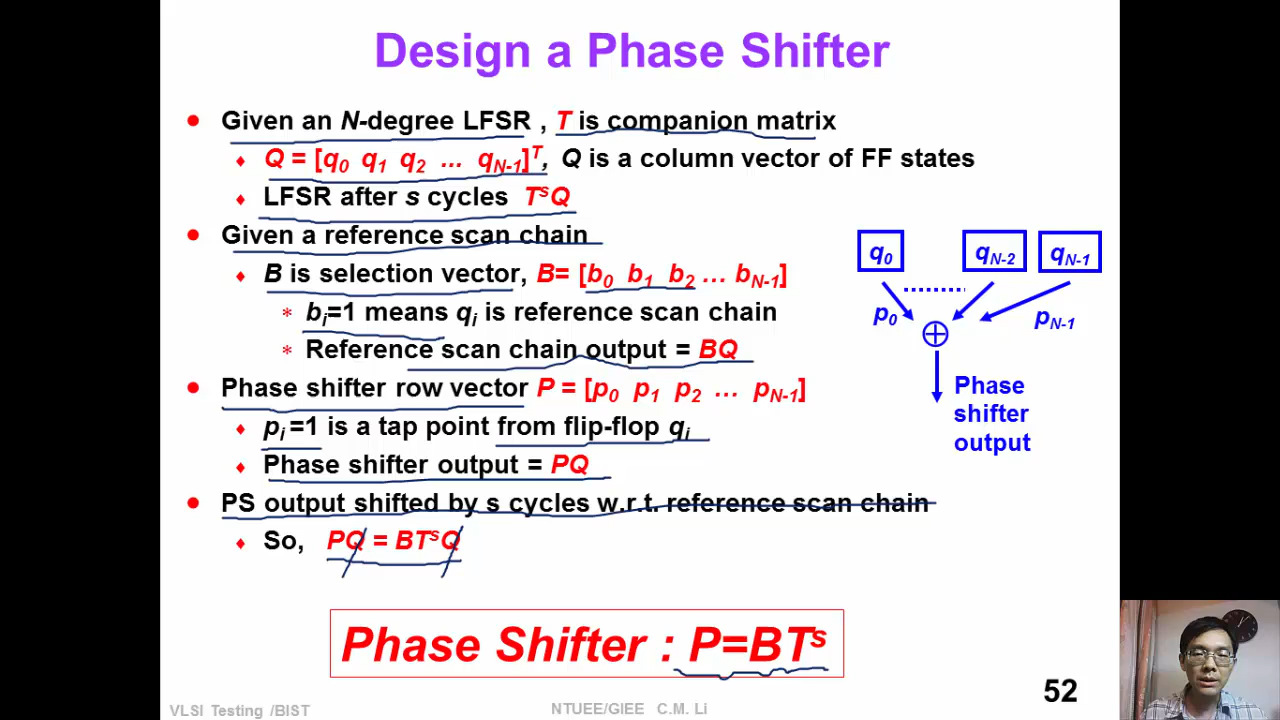 Design a Phase Shifter
• Given an N-degree LFSR , T is companion matrix
♦ Q = [q0 q1 q2 ... qN-1]T, Q is a column vector of FF states
♦ LFSR after s cycles TsQ
• Given a reference scan chain
♦ B is selection vector, B= [b0 b1 b2 ... bN-1]
* bi=1 means qi is reference scan chain
* Reference scan chain output = BQ
• Phase shifter row vector P = [p0 p1 p2 ... pN-1]
♦ pi =1 is a tap point from flip-flop qi
♦ Phase shifter output = PQ
• PS output shifted by s cycles w.r.t. reference scan chain
♦ So, PQ = BTsQ
q0 qN-2 qN-1
p0 pN-1
Phase
shifter
output
Phase Shifter : P=BTs
52
VLSI Testing /BIST NTUEE/GIEE C.M. Li